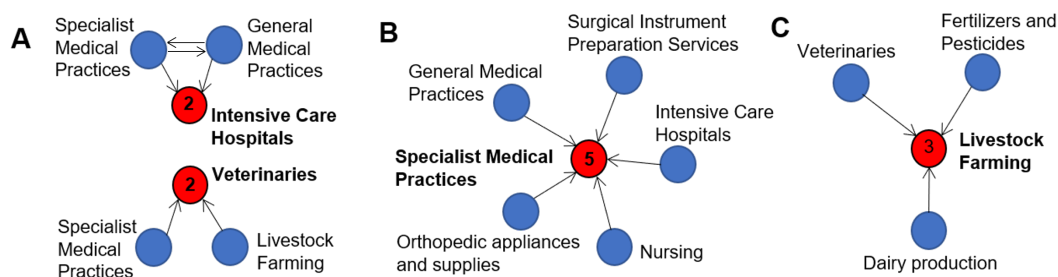 A
Specialist
Medical
Practices
General
Medical
Practices
2
Intensive Care
Hospitals
2
Veterinaries
Specialist
Medical
Practices
Livestock
Farming
B
Surgical Instrument
Preparation Services
General Medical
Practices
Intensive Care
Hospitals
Specialist Medical
Practices
5
Orthopedic appliances
and supplies
Nursing
C
Fertilizers and
Pesticides
Veterinaries
3
Livestock
Farming
Dairy production